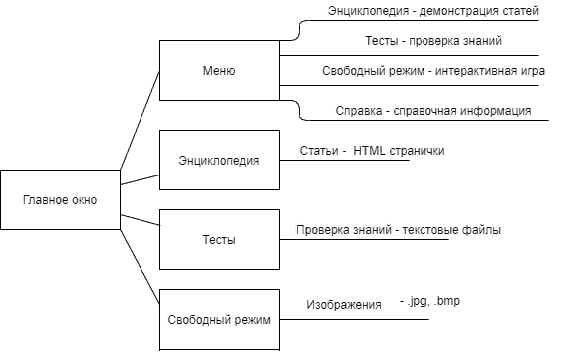 Энциклопедия - демонстрация статей
Тесты - проверка знаний
Меню
Свободный режим - интерактивная игра
Справка - справочная информация
Энциклопедия
Статьи - HTML странички
Главное окно
Тесты
Проверка знаний - текстовые файлы
Изображения - .jpg, .bmp
Свободный режим